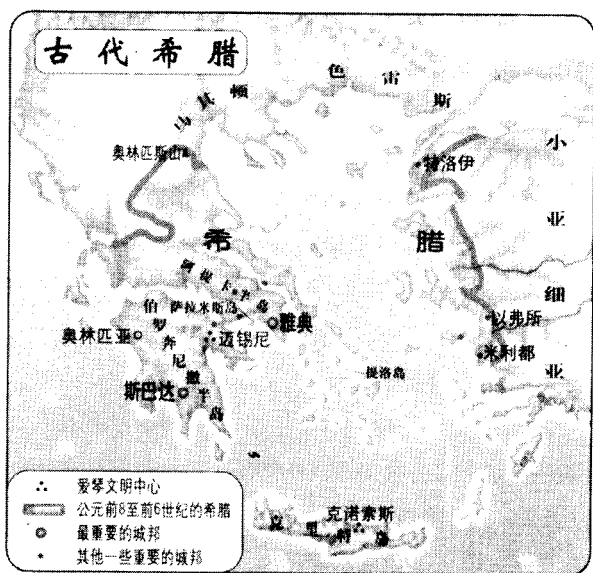 古代希腊
色雷斯
马其顿
小亚细亚
奥林匹斯山
特洛伊
希腊
阿提卡半岛
萨拉米斯岛
雅典
以弗所
伯罗奔尼撒半岛
奥林匹亚
迈锡尼
米利都
斯巴达
提洛岛
爱琴文明中心
公元前8至前6世纪的希腊
最重要的城邦
其他一些重要的城邦
克诺索斯
克里特岛